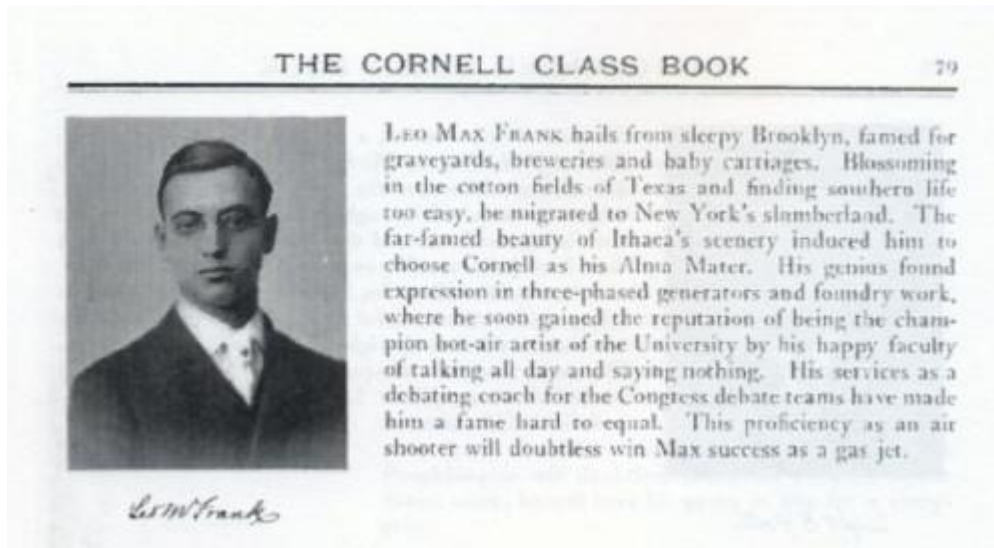 THE CORNELL CLASS BOOK 79
LEO MAX FRANK hails from sleepy Brooklyn, famed for
graveyards, breweries and baby carriages. Blossoming
in the cotton fields of Texas and finding southern life
too easy, he migrated to New York's slumberland. The
far-famed beauty of Ithaca's scenery induced him to
choose Cornell as his Alma Mater. His genius found
expression in three-phased generators and foundry work,
where he soon gained the reputation of being the cham-
pion hot-air artist of the University by his happy faculty
of talking all day and saying nothing. His services as a
debating coach for the Congress debate teams have made
him a fame hard to equal. This proficiency as an air
shooter will doubtless win Max success as a gas jet.
Leo M Frank